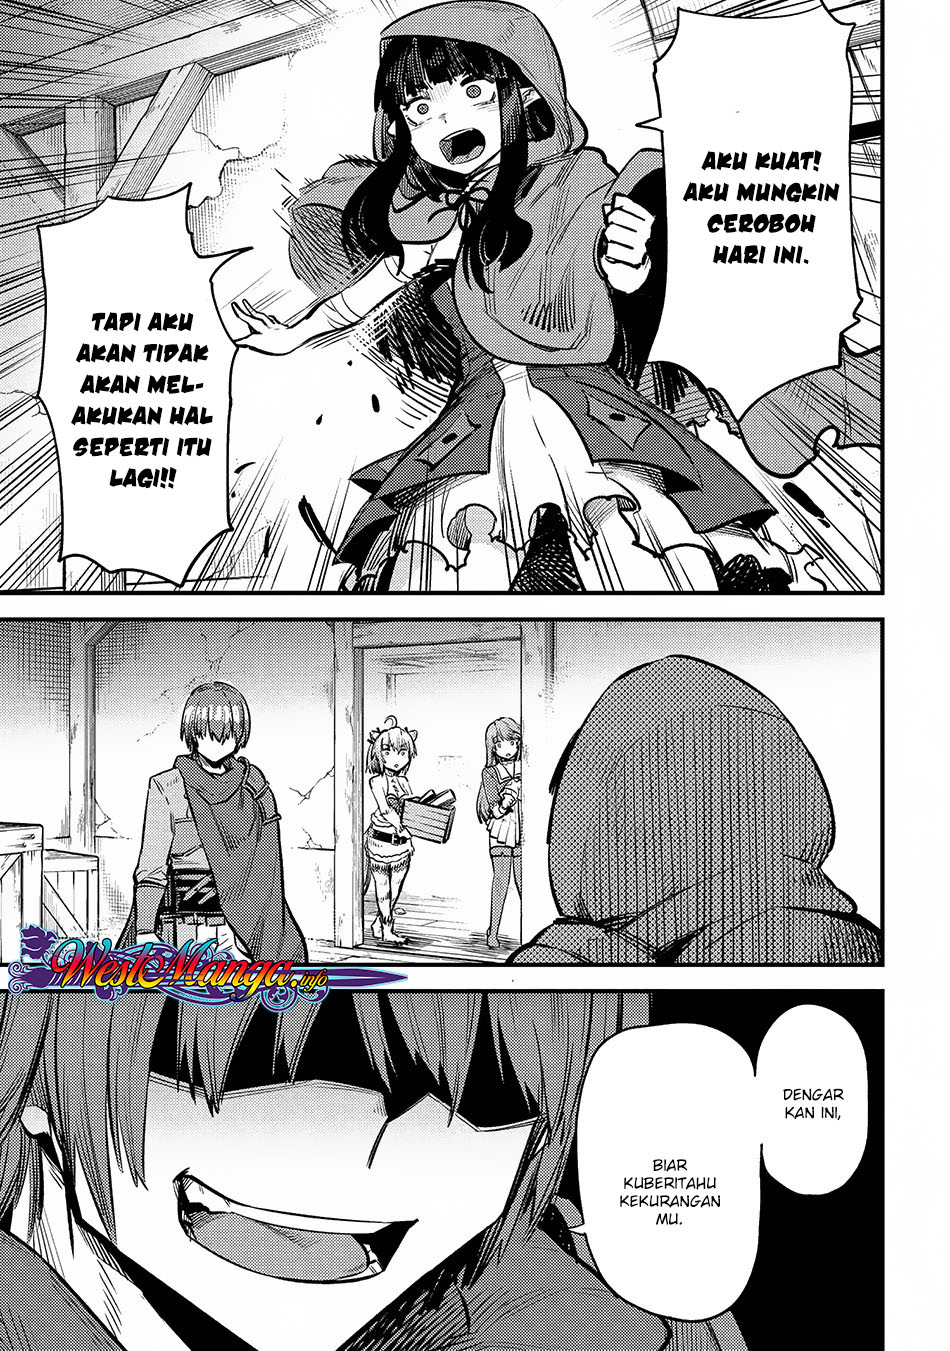 AKU KUAT!
AKU MUNGKIN
CEROBOH
HARI INI.
TAPI AKU
AKAN TIDAK
AKAN MEL-
AKUKAN HAL
SEPERTI ITU
LAGI!!
WestManga.info
DENGAR
KAN INI,
BIAR
KUBERITAHU
KEKURANGAN
MU.